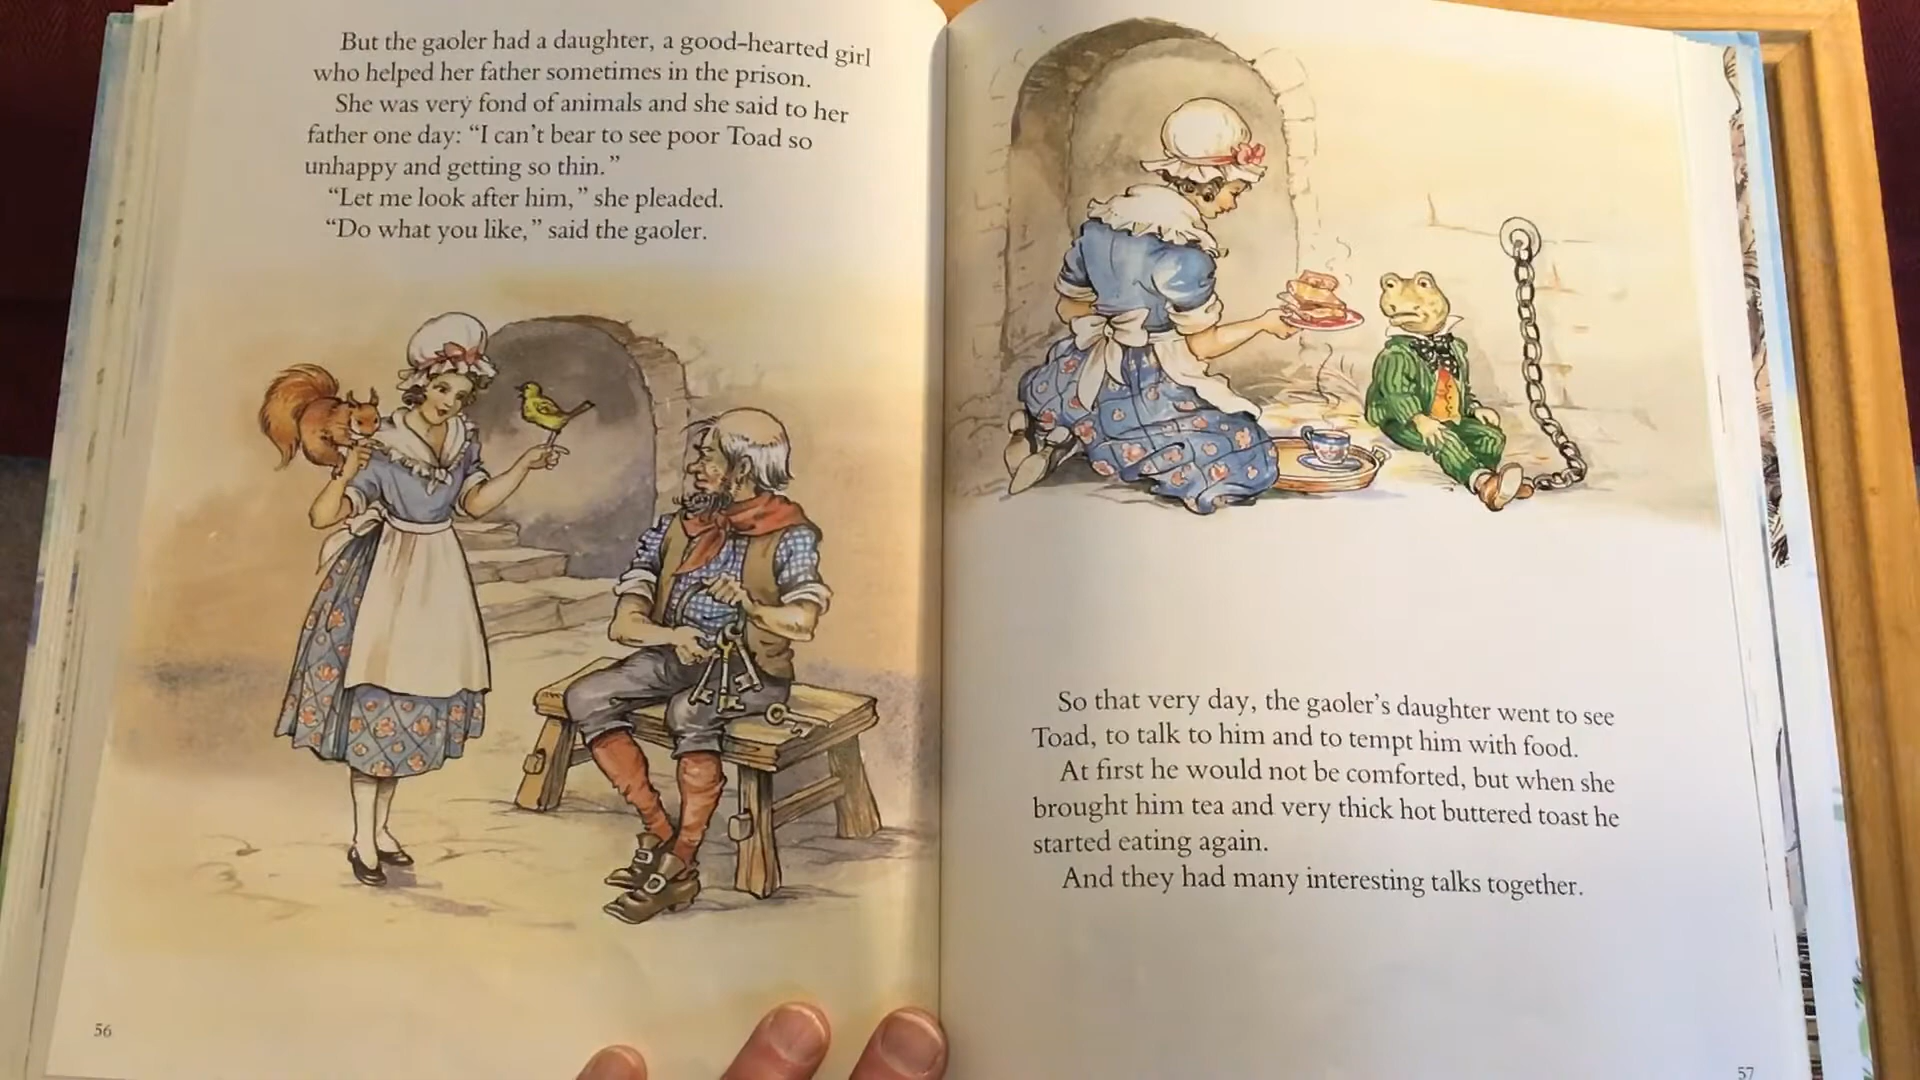 But the gaoler had a daughter, a good-hearted girl
who helped her father sometimes in the prison.
She was very fond of animals and she said to her
father one day: “I can’t bear to see poor Toad so
unhappy and getting so thin.”
“Let me look after him,” she pleaded.
“Do what you like,” said the gaoler.
56
So that very day, the gaoler’s daughter went to see
Toad, to talk to him and to tempt him with food.
At first he would not be comforted, but when she
brought him tea and very thick hot buttered toast he
started eating again.
And they had many interesting talks together.
57